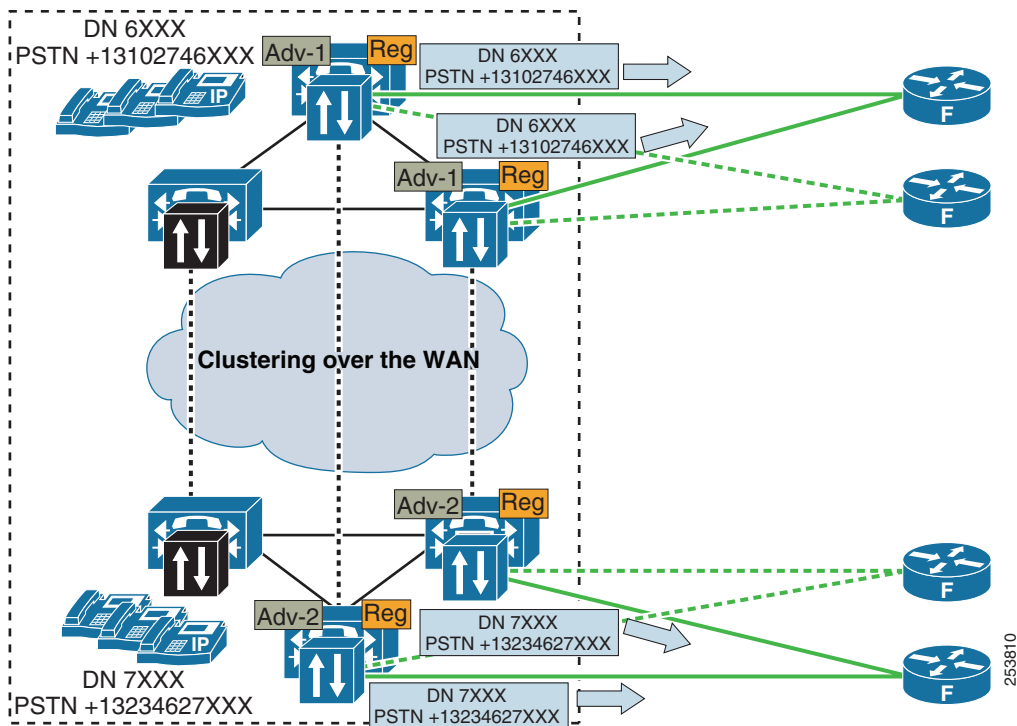 DN 6XXX
PSTN +13102746XXX
IP
Adv-1
Reg
DN 6XXX
PSTN +13102746XXX
F
DN 6XXX
PSTN +13102746XXX
Adv-1
Reg
F
Clustering over the WAN
Adv-2
Reg
F
IP
DN 7XXX
PSTN +13234627XXX
Adv-2
Reg
DN 7XXX
PSTN +13234627XXX
F
DN 7XXX
PSTN +13234627XXX
253810